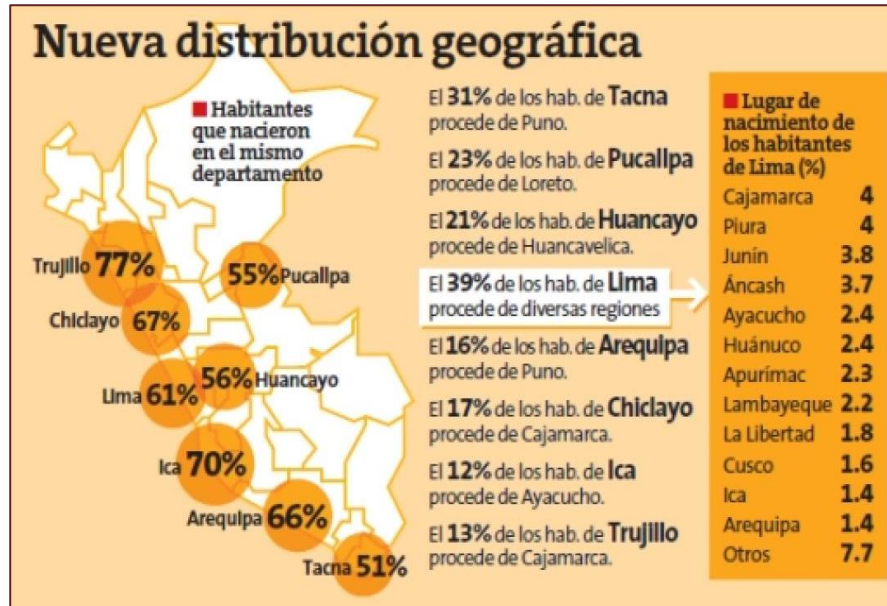 Nueva distribución geográfica
Habitantes
que nacieron
en el mismo
departamento
Trujillo 77%
55% Pucallpa
Chiclayo 67%
56% Huancayo
Lima 61%
Ica 70%
Arequipa 66%
Tacna 51%
El 31% de los hab. de Tacna
procede de Puno.
El 23% de los hab. de Pucallpa
procede de Loreto.
El 21% de los hab. de Huancayo
procede de Huancavelica.
El 39% de los hab. de Lima
procede de diversas regiones
El 16% de los hab. de Arequipa
procede de Puno.
El 17% de los hab. de Chiclayo
procede de Cajamarca.
El 12% de los hab. de Ica
procede de Ayacucho.
El 13% de los hab. de Trujillo
procede de Cajamarca.
Lugar de
nacimiento de
los habitantes
de Lima (%)
Cajamarca 4
Piura 4
Junín 3.8
Áncash 3.7
Ayacucho 2.4
Huánuco 2.4
Apurímac 2.3
Lambayeque 2.2
La Libertad 1.8
Cusco 1.6
Ica 1.4
Arequipa 1.4
Otros 7.7